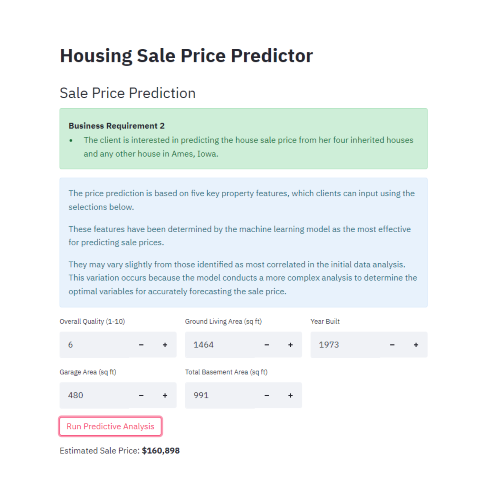 Housing Sale Price Predictor
Sale Price Prediction
Business Requirement 2
• The client is interested in predicting the house sale price from her four inherited houses
and any other house in Ames, Iowa.
The price prediction is based on five key property features, which clients can input using the
selections below.
These features have been determined by the machine learning model as the most effective
for predicting sale prices.
They may vary slightly from those identified as most correlated in the initial data analysis.
This variation occurs because the model conducts a more complex analysis to determine the
optimal variables for accurately forecasting the sale price.
Overall Quality (1-10) Ground Living Area (sq ft) Year Built
6 − + 1464 − + 1973 − +
Garage Area (sq ft) Total Basement Area (sq ft)
480 − + 991 − +
Run Predictive Analysis
Estimated Sale Price: $160,898